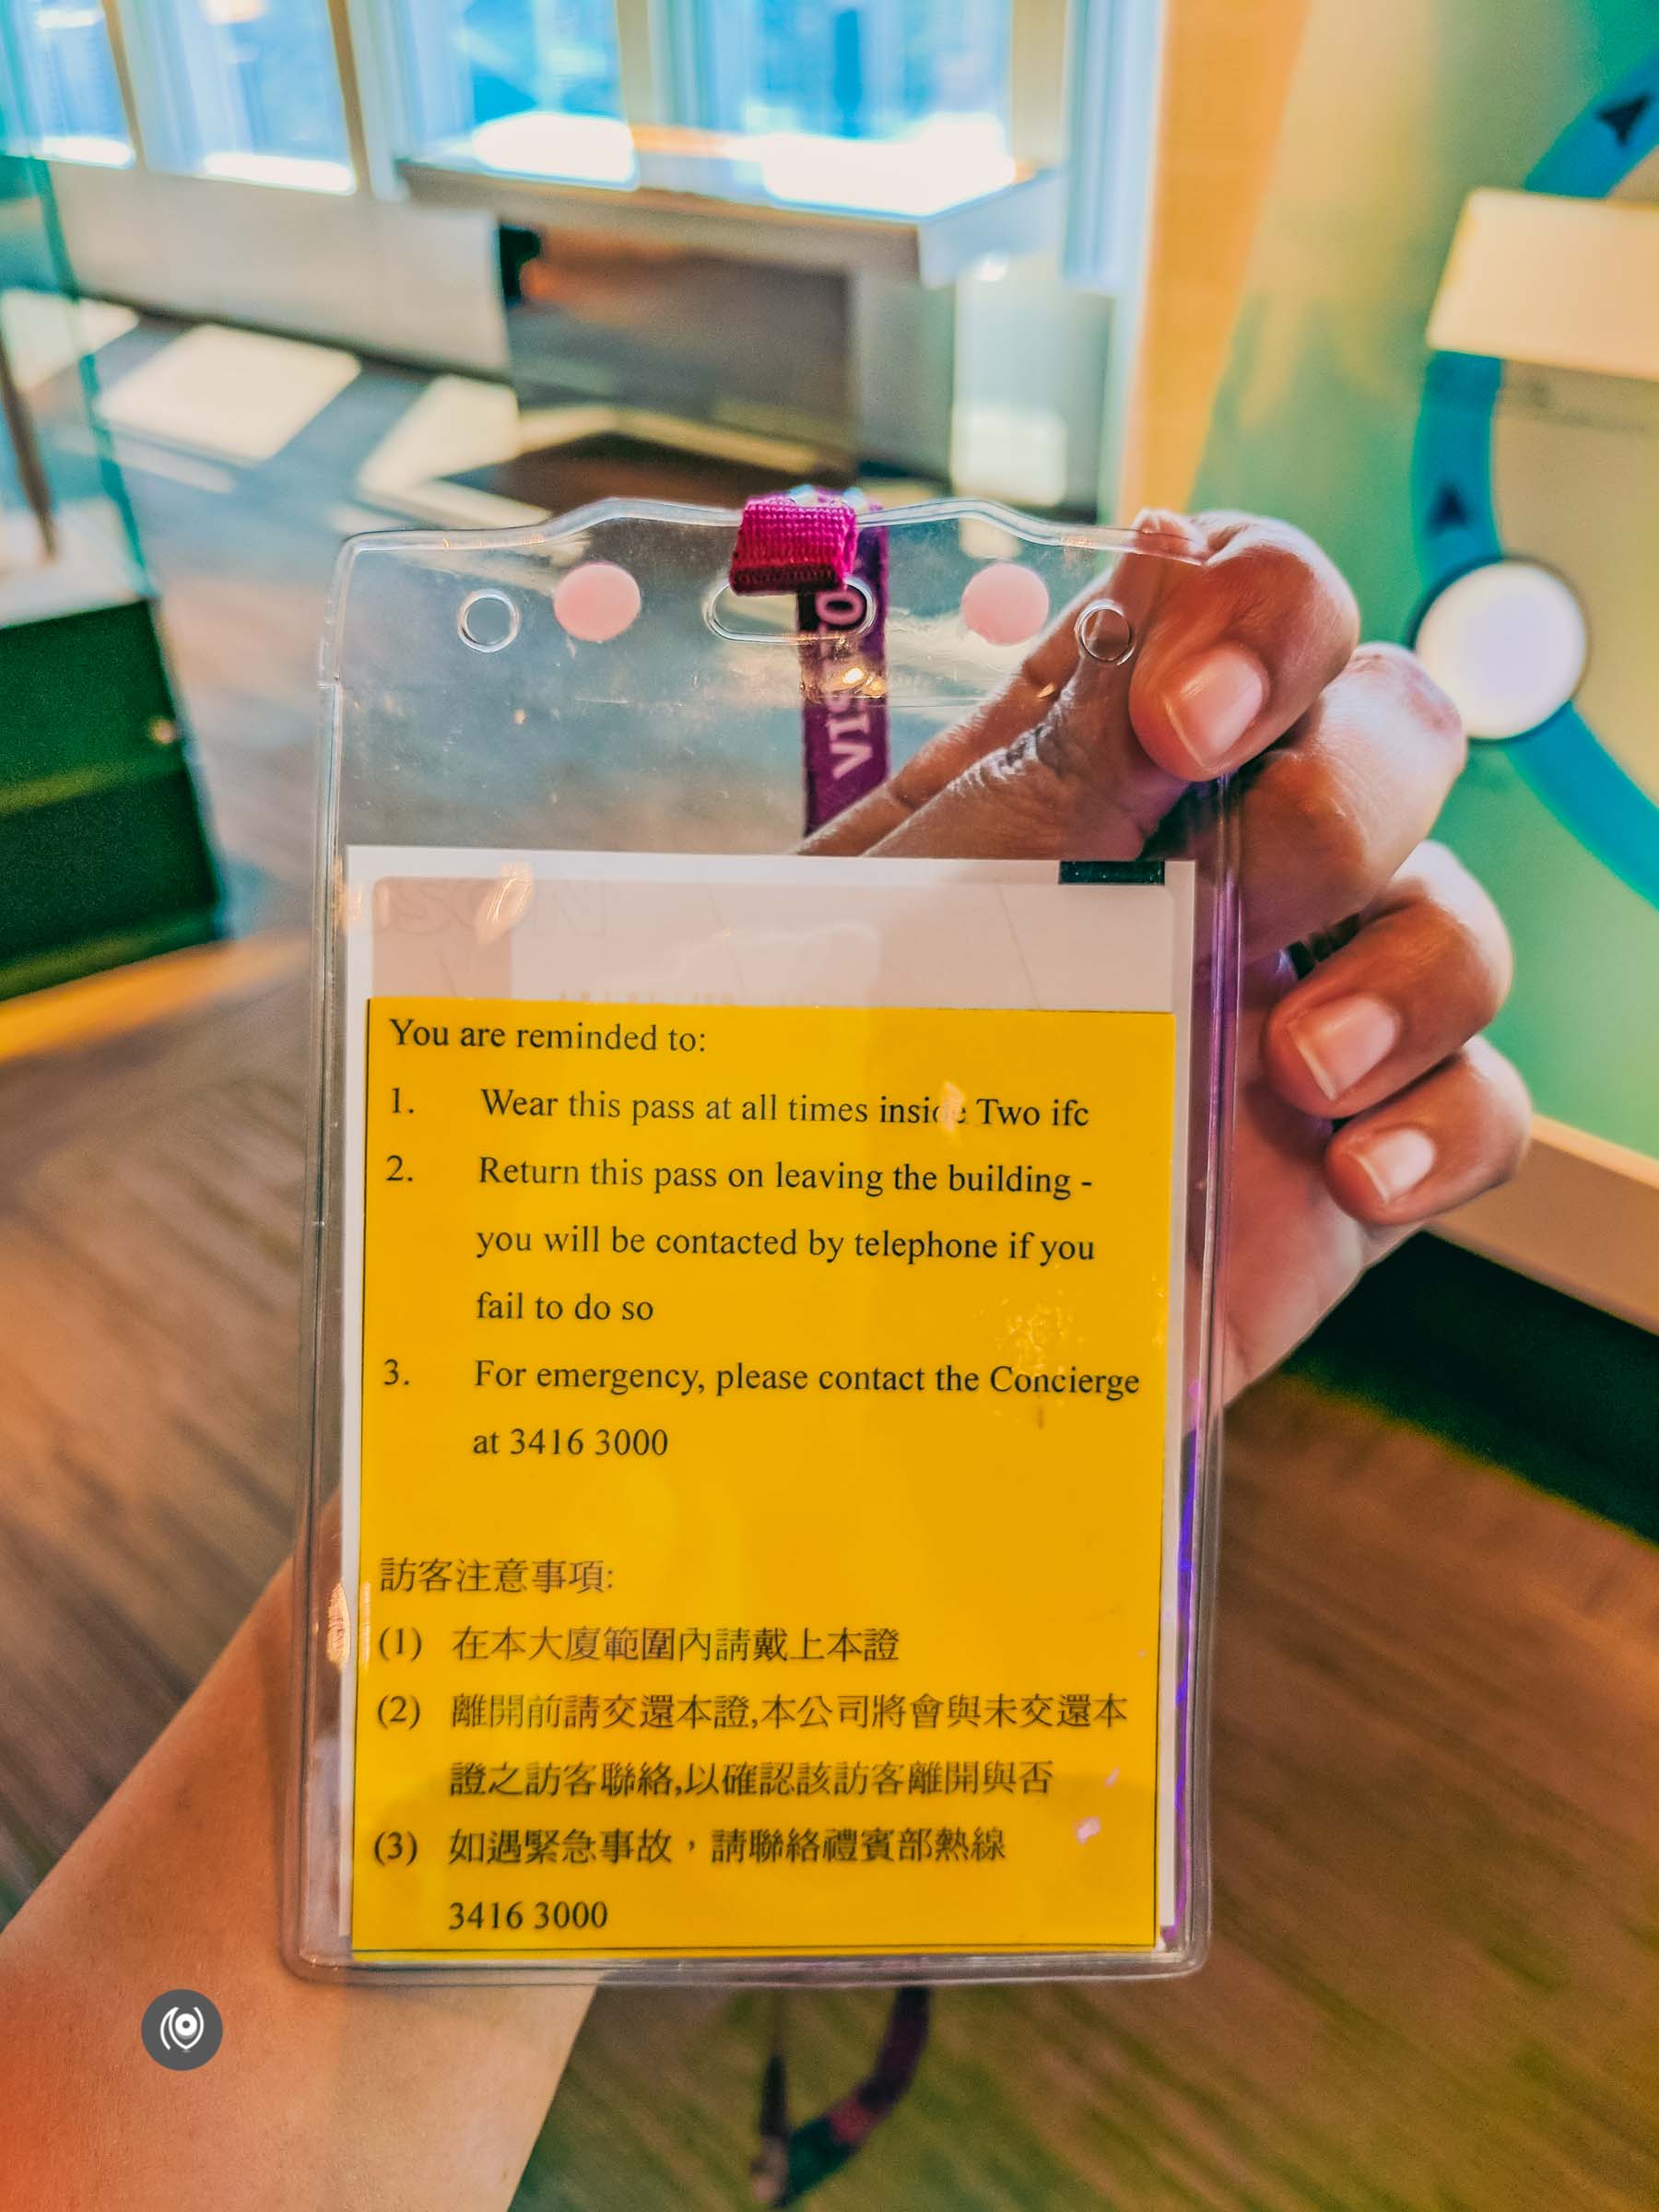 VISITO
You are reminded to:
1. Wear this pass at all times inside Two ifc
2. Return this pass on leaving the building -
you will be contacted by telephone if you
fail to do so
3. For emergency, please contact the Concierge
at 3416 3000
訪客注意事項:
(1) 在本大廈範圍內請戴上本證
(2) 離開前請交還本證,本公司將會與未交還本
證之訪客聯絡,以確認該訪客離開與否
(3) 如遇緊急事故，請聯絡禮賓部熱線
3416 3000